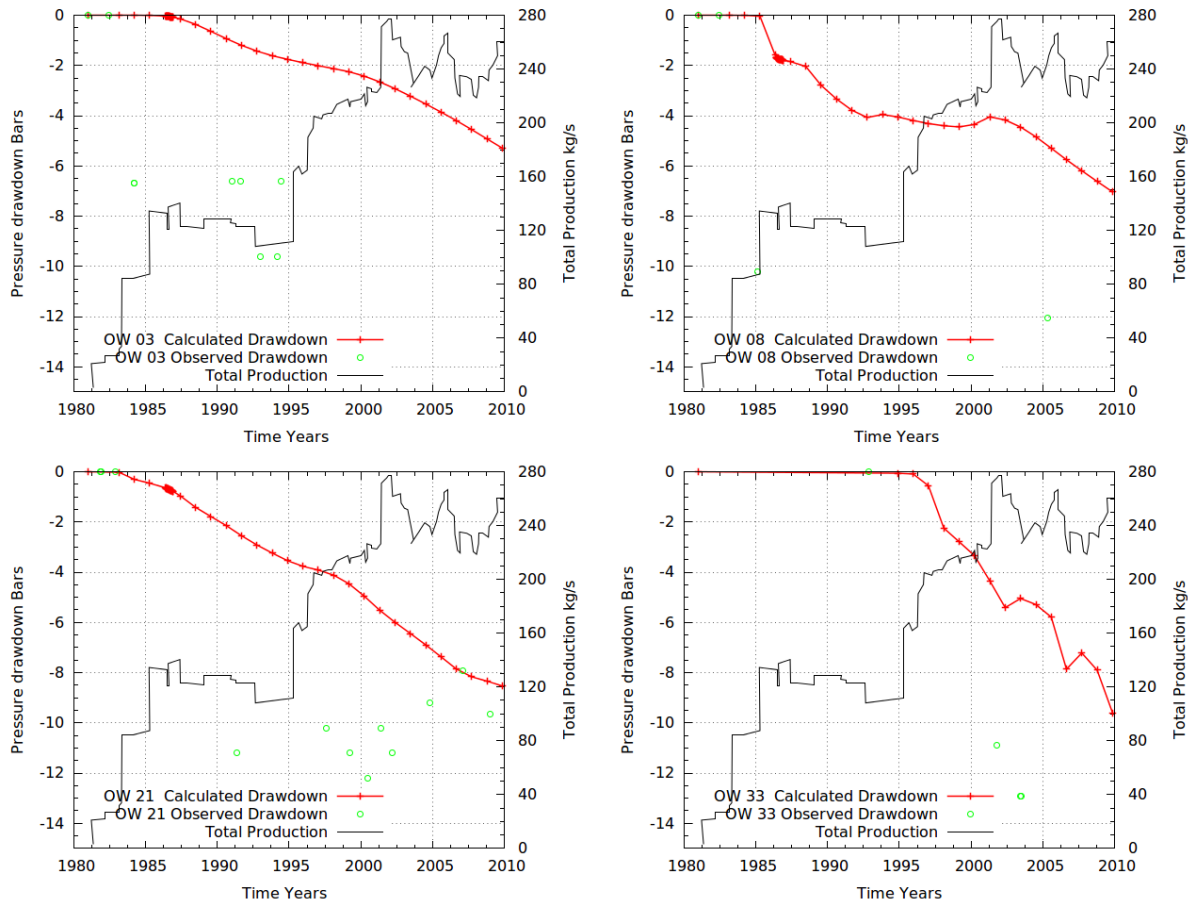 0
-2
-4
-6
-8
-10
-12
-14
Pressure drawdown Bars
280
240
200
160
120
80
40
0
Total Production kg/s
OW 03 Calculated Drawdown
OW 03 Observed Drawdown
Total Production
1980 1985 1990 1995 2000 2005 2010
Time Years
0
-2
-4
-6
-8
-10
-12
-14
Pressure drawdown Bars
280
240
200
160
120
80
40
0
Total Production kg/s
OW 08 Calculated Drawdown
OW 08 Observed Drawdown
Total Production
1980 1985 1990 1995 2000 2005 2010
Time Years
0
-2
-4
-6
-8
-10
-12
-14
Pressure drawdown Bars
280
240
200
160
120
80
40
0
Total Production kg/s
OW 21 Calculated Drawdown
OW 21 Observed Drawdown
Total Production
1980 1985 1990 1995 2000 2005 2010
Time Years
0
-2
-4
-6
-8
-10
-12
-14
Pressure drawdown Bars
280
240
200
160
120
80
40
0
Total Production kg/s
OW 33 Calculated Drawdown
OW 33 Observed Drawdown
Total Production
1980 1985 1990 1995 2000 2005 2010
Time Years